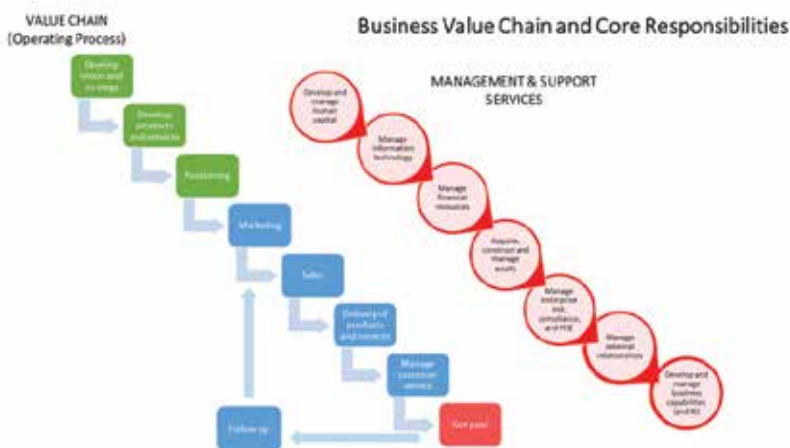 VALUE CHAIN
(Operating Process)
Business Value Chain and Core Responsibilities
MANAGEMENT & SUPPORT
SERVICES
Develop
vision and
strategy
Develop
products
and services
Positioning
Marketing
Sales
Delivery of
products
and services
Manage
customer
service
Get paid
Follow up
Develop and
manage
human
capital
Manage
information
technology
Manage
financial
resources
Acquire,
construct and
manage
assets
Manage
enterprise
risk,
compliance,
and
Manage
external
relationships
Develop and
manage
business
capabilities